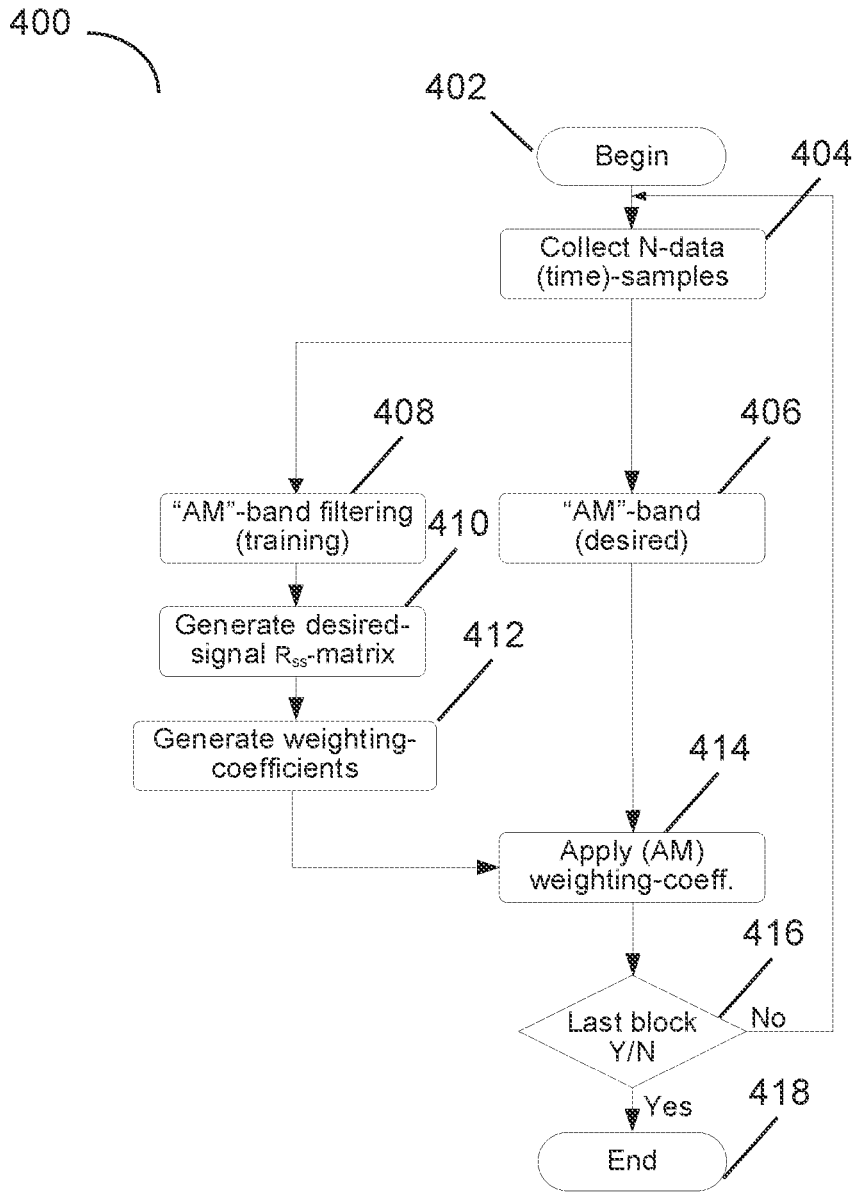 400
402
Begin
404
Collect N-data
(time)-samples
408
406
"AM"-band filtering
(training)
410
"AM"-band
(desired)
Generate desired-
signal Rss-matrix
412
Generate weighting-
coefficients
414
Apply (AM)
weighting-coeff.
416
Last block
Y/N
No
Yes
418
End